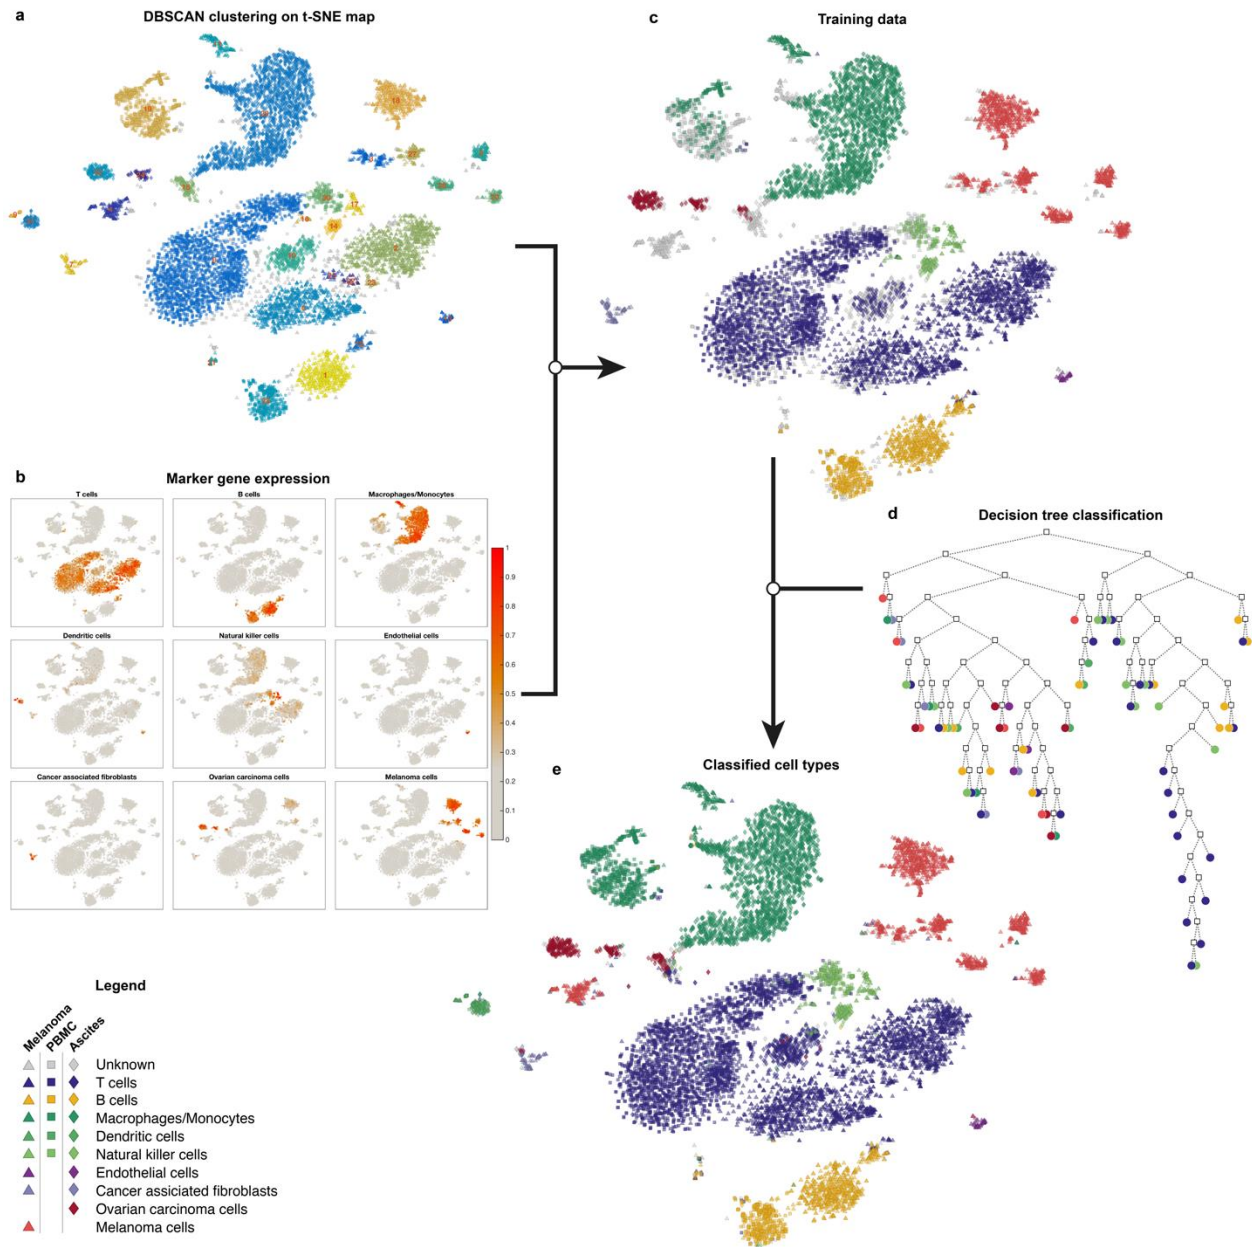 a
DBSCAN clustering on t-SNE map
c
Training data
17
14
7
1
b
Marker gene expression
T cells
B cells
Macrophages/Monocytes
Dendritic cells
Natural killer cells
Endothelial cells
Cancer associated fibroblasts
Ovarian carcinoma cells
Melanoma cells
1
0.9
0.8
0.7
0.6
0.5
0.4
0.3
0.2
0.1
0
d
Decision tree classification
e
Classified cell types
Legend
Melanoma
PBMC
Ascites
Unknown
T cells
B cells
Macrophages/Monocytes
Dendritic cells
Natural killer cells
Endothelial cells
Cancer assiciated fibroblasts
Ovarian carcinoma cells
Melanoma cells